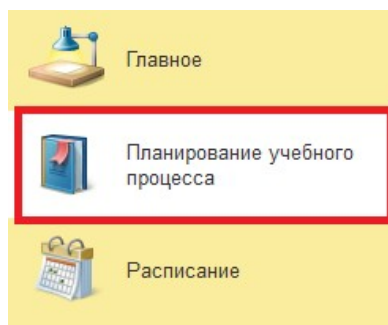 Главное
Планирование учебного
процесса
Расписание